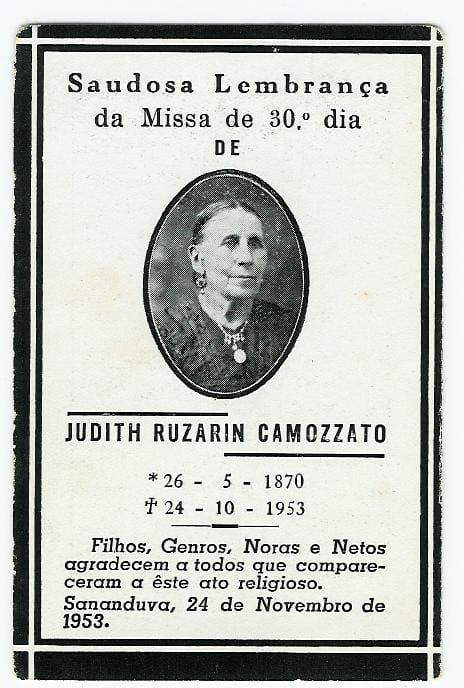 Saudosa Lembrança
da Missa de 30.º dia
DE
JUDITH RUZARIN CAMOZZATO
* 26 - 5 - 1870
✝ 24 - 10 - 1953
Filhos, Genros, Noras e Netos
agradecem a todos que compare-
ceram a êste ato religioso.
Sananduva, 24 de Novembro de
1953.